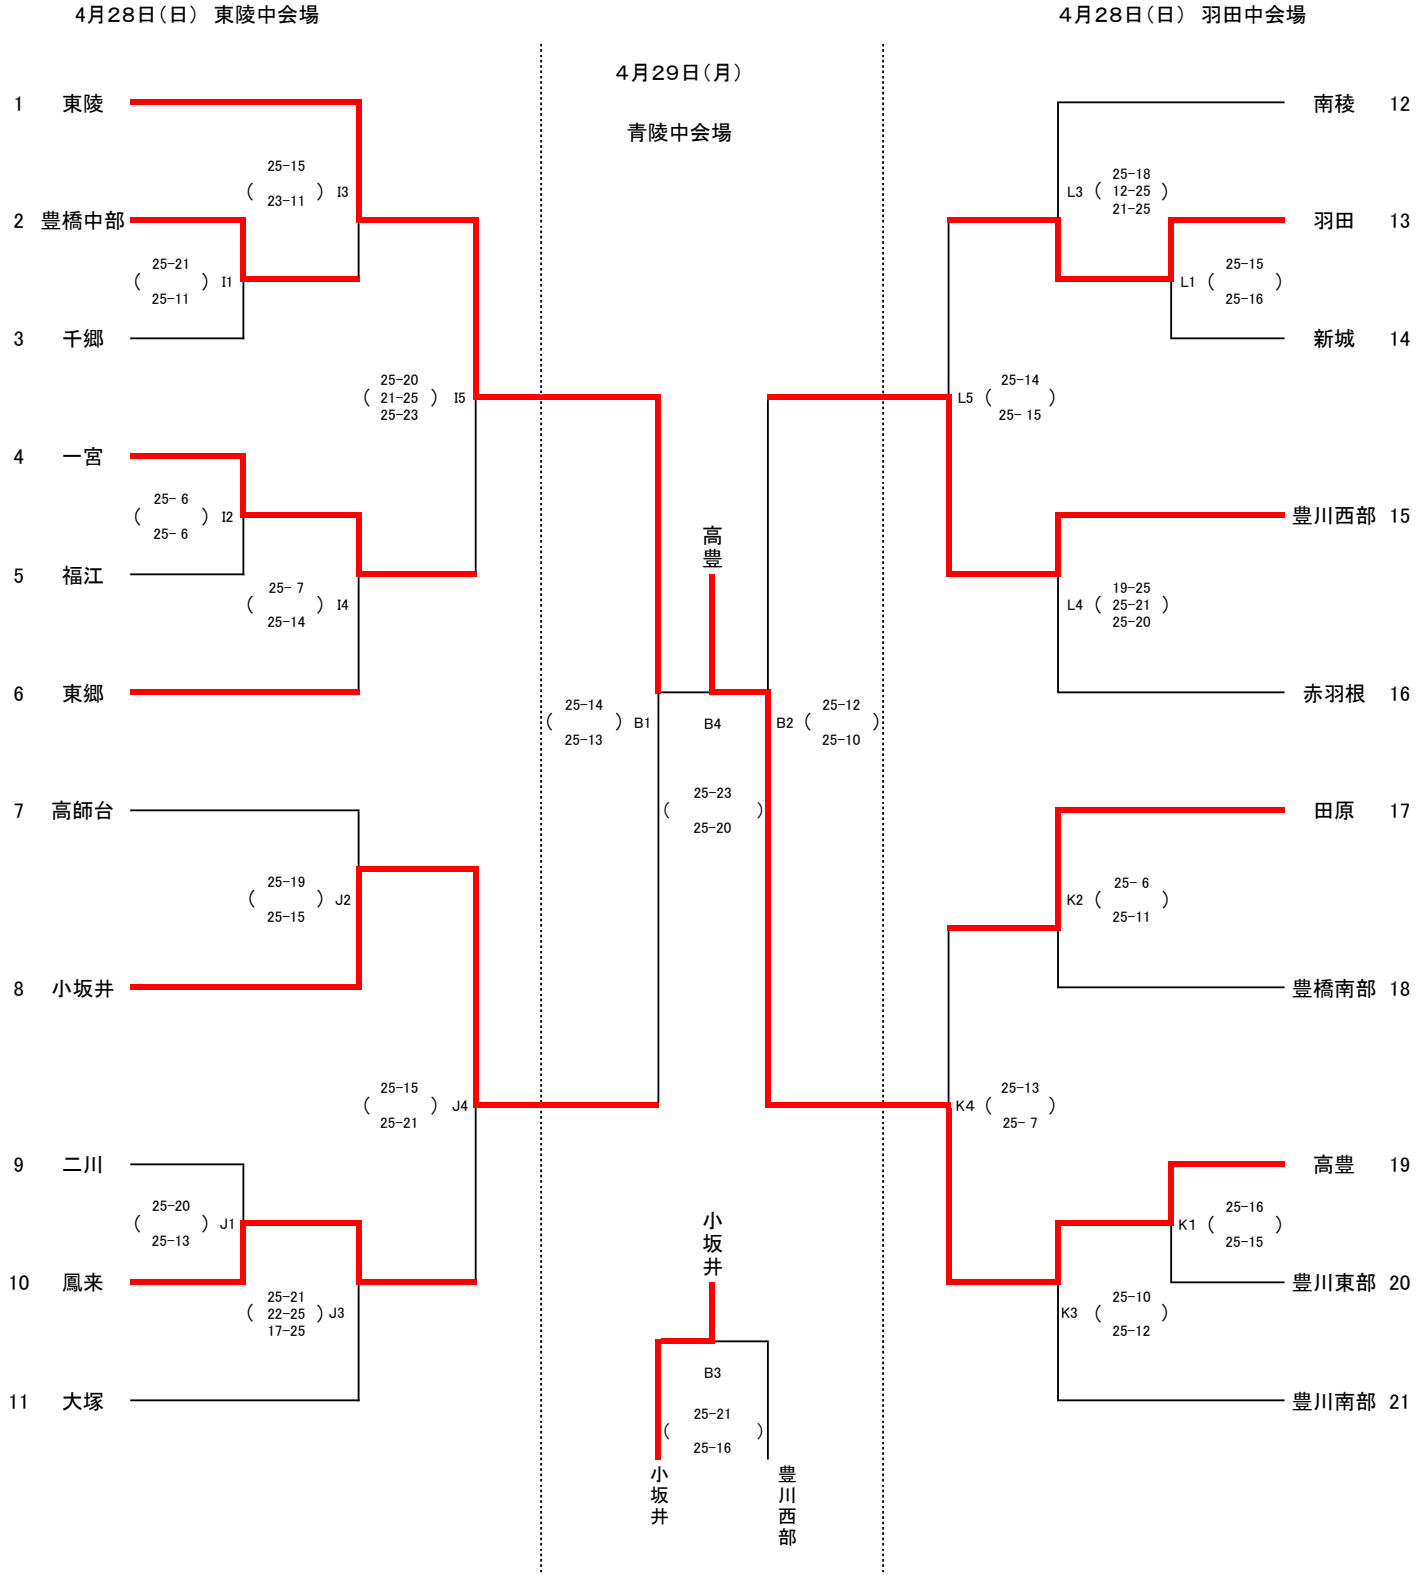 4月28日(日) 東陵中会場
4月29日(月)
青陵中会場
4月28日(日) 羽田中会場
1 東陵
25-15
( ) I3
23-11
2 豊橋中部
25-21
( ) I1
25-11
3 千郷
25-20
( 21-25 ) I5
25-23
4 一宮
25- 6
( ) I2
25- 6
5 福江
25- 7
( ) I4
25-14
6 東郷
7 高師台
25-19
( ) J2
25-15
8 小坂井
25-15
( ) J4
25-21
9 二川
25-20
( ) J1
25-13
10 鳳来
25-21
( 22-25 ) J3
17-25
11 大塚
高豊
25-14
( ) B1
25-13
B4
25-23
( )
25-20
25-12
B2 ( )
25-10
小坂井
B3
25-21
( )
25-16
小坂井
豊川西部
南稜 12
25-18
L3 ( 12-25 )
21-25
羽田 13
25-15
L1 ( )
25-16
新城 14
25-14
L5 ( )
25- 15
豊川西部 15
19-25
L4 ( 25-21 )
25-20
赤羽根 16
田原 17
25- 6
K2 ( )
25-11
豊橋南部 18
25-13
K4 ( )
25- 7
高豊 19
25-16
K1 ( )
25-15
豊川東部 20
25-10
K3 ( )
25-12
豊川南部 21